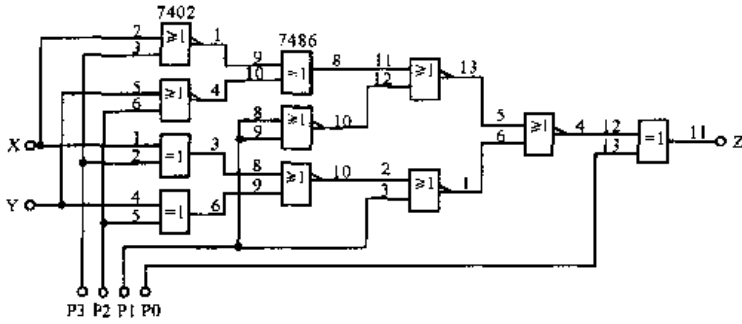 7402
2 ≥1 1
3
7486
9 =1 8
10
11 ≥1 13
12
5 ≥1 4
6
8 ≥1 10
9
5 ≥1 4
6
12 =1 11 Z
13
X
1 =1 3
2
8 ≥1 10
9
2 ≥1 1
3
Y
4 =1 6
5
P3 P2 P1 P0